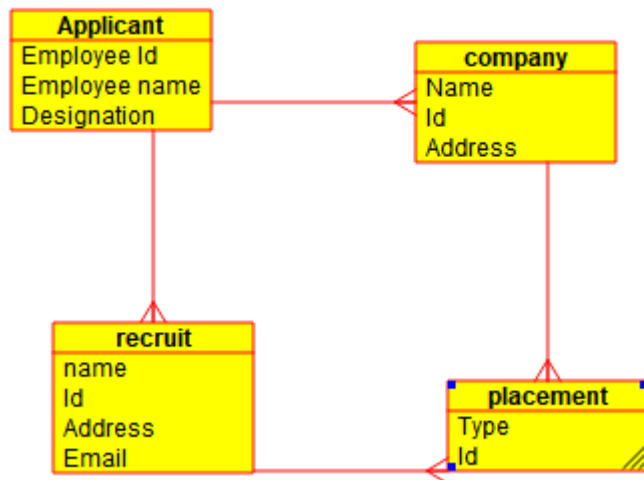 Applicant
Employee Id
Employee name
Designation
company
Name
Id
Address
recruit
name
Id
Address
Email
placement
Type
Id